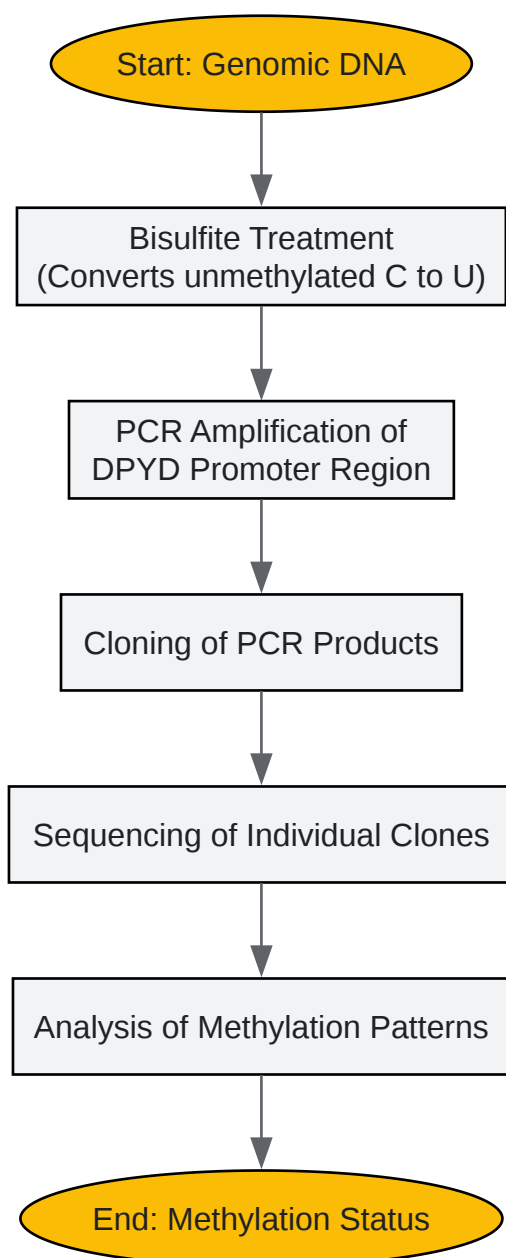 Start: Genomic DNA
Bisulfite Treatment
(Converts unmethylated C to U)
PCR Amplification of
DPYD Promoter Region
Cloning of PCR Products
Sequencing of Individual Clones
Analysis of Methylation Patterns
End: Methylation Status